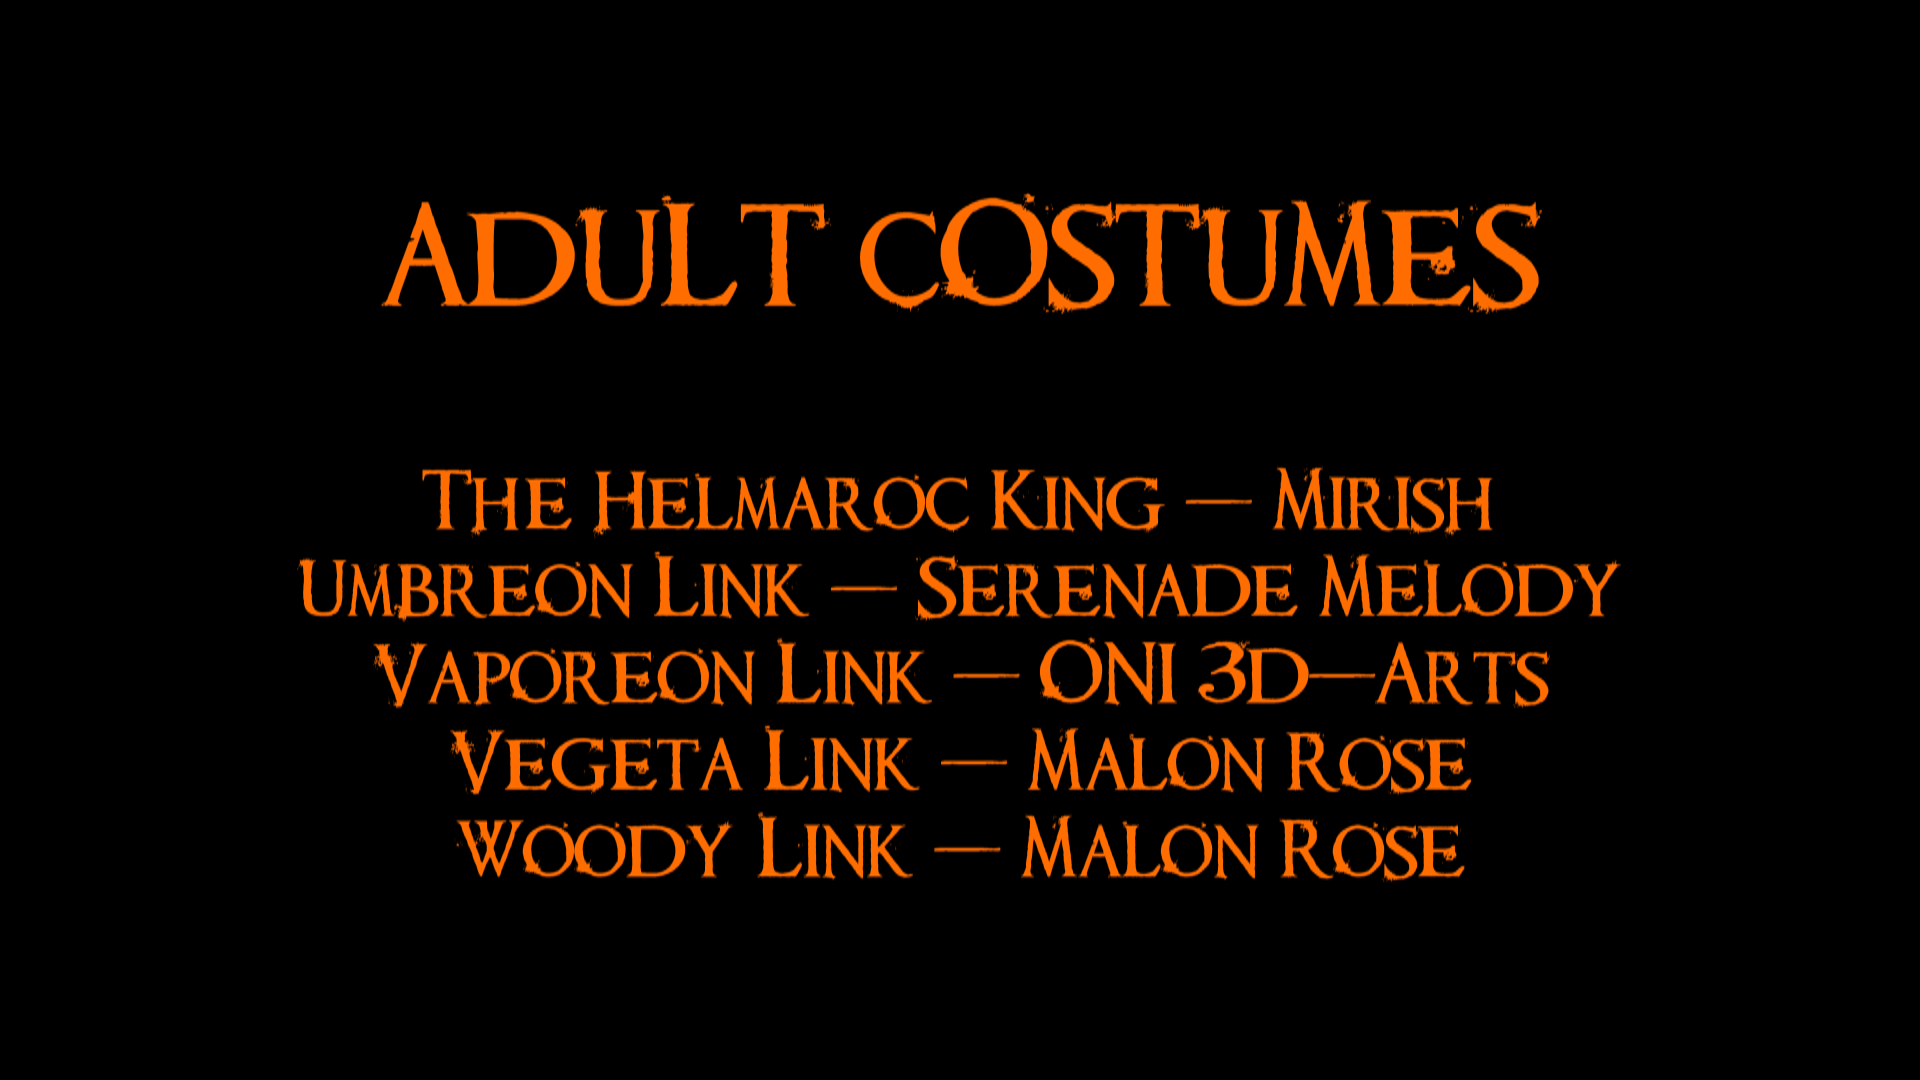 ADULT COSTUMES
The Helmaroc King — Mirish
Umbreon Link — Serenade Melody
Vaporeon Link — ONI 3D—Arts
Vegeta Link — Malon Rose
Woody Link — Malon Rose